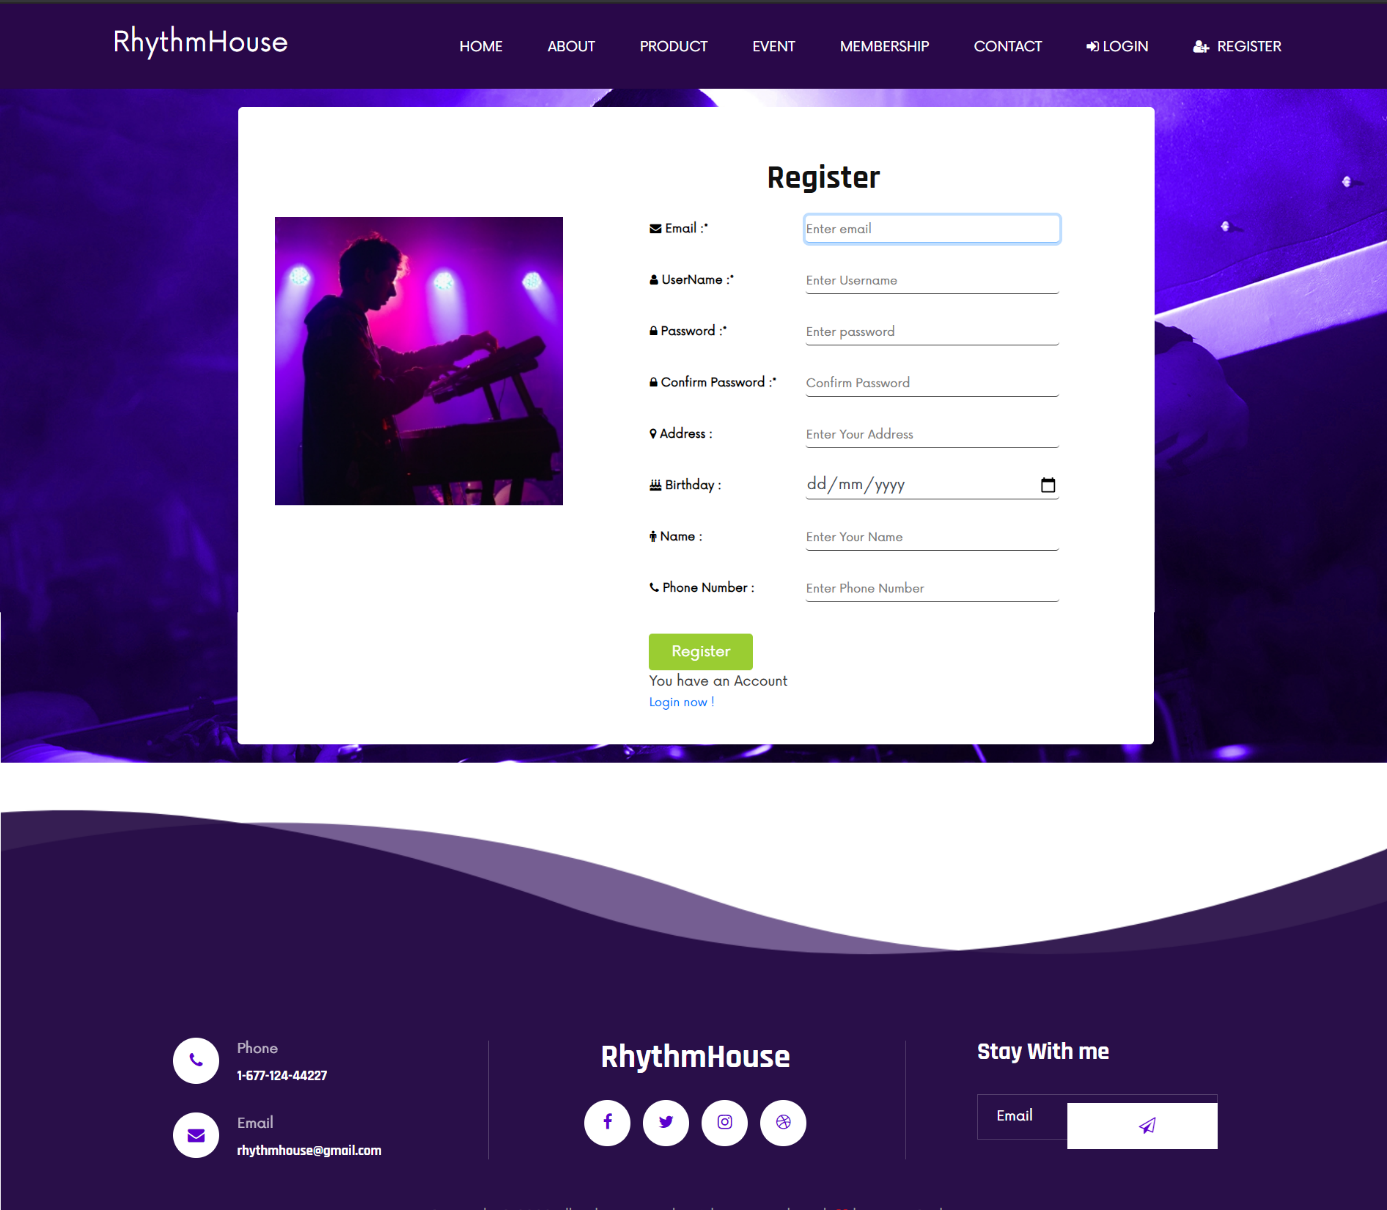 RhythmHouse
HOME ABOUT PRODUCT EVENT MEMBERSHIP CONTACT LOGIN REGISTER
Register
Email :* Enter email
UserName :* Enter Username
Password :* Enter password
Confirm Password :* Confirm Password
Address : Enter Your Address
Birthday : dd/mm/yyyy
Name : Enter Your Name
Phone Number : Enter Phone Number
Register
You have an Account
Login now !
Phone
1-677-124-44227
Email
rhythmhouse@gmail.com
RhythmHouse
Stay With me
Email